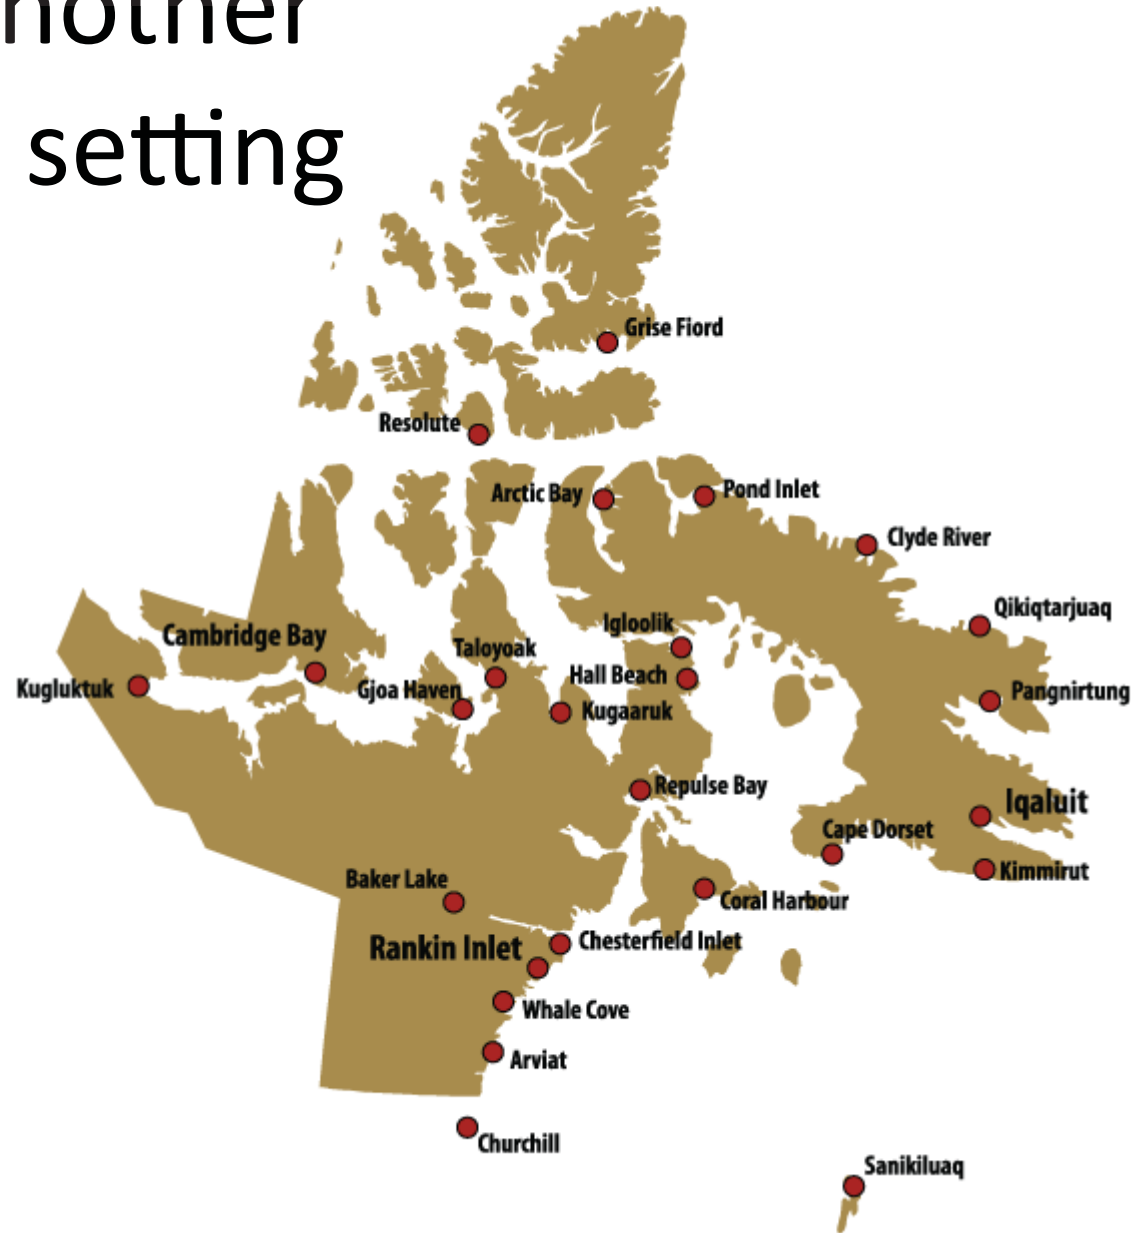 nother
setting
Grise Fiord
Resolute
Arctic Bay
Pond Inlet
Clyde River
Qikiqtarjuaq
Igloolik
Cambridge Bay
Taloyoak
Hall Beach
Kugluktuk
Gjoa Haven
Pangnirtung
Kugaaruk
Repulse Bay
Iqaluit
Cape Dorset
Kimmirut
Baker Lake
Coral Harbour
Chesterfield Inlet
Rankin Inlet
Whale Cove
Arviat
Churchill
Sanikiluaq